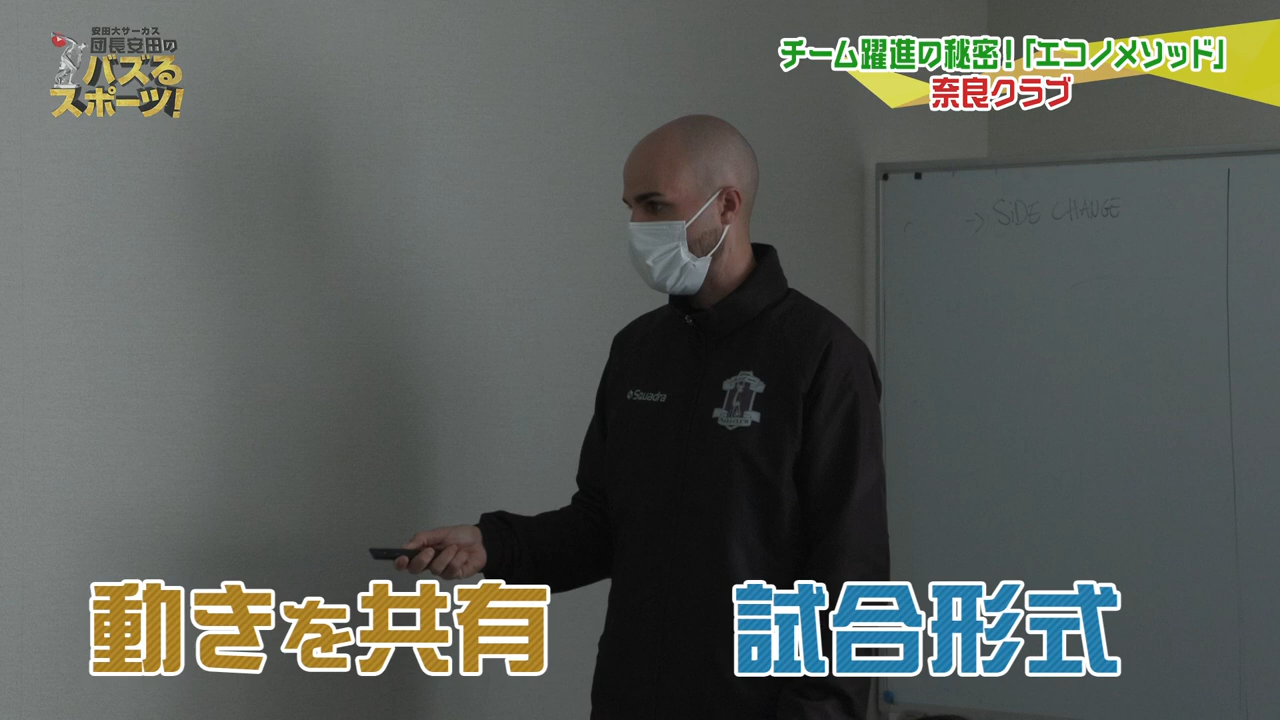 安田大サーカス
団長安田の
バズる
スポーツ!
チーム躍進の秘密!「エコノメソッド」
奈良クラブ
→ SIDE CHANGE
Squadra
動きを共有
試合形式